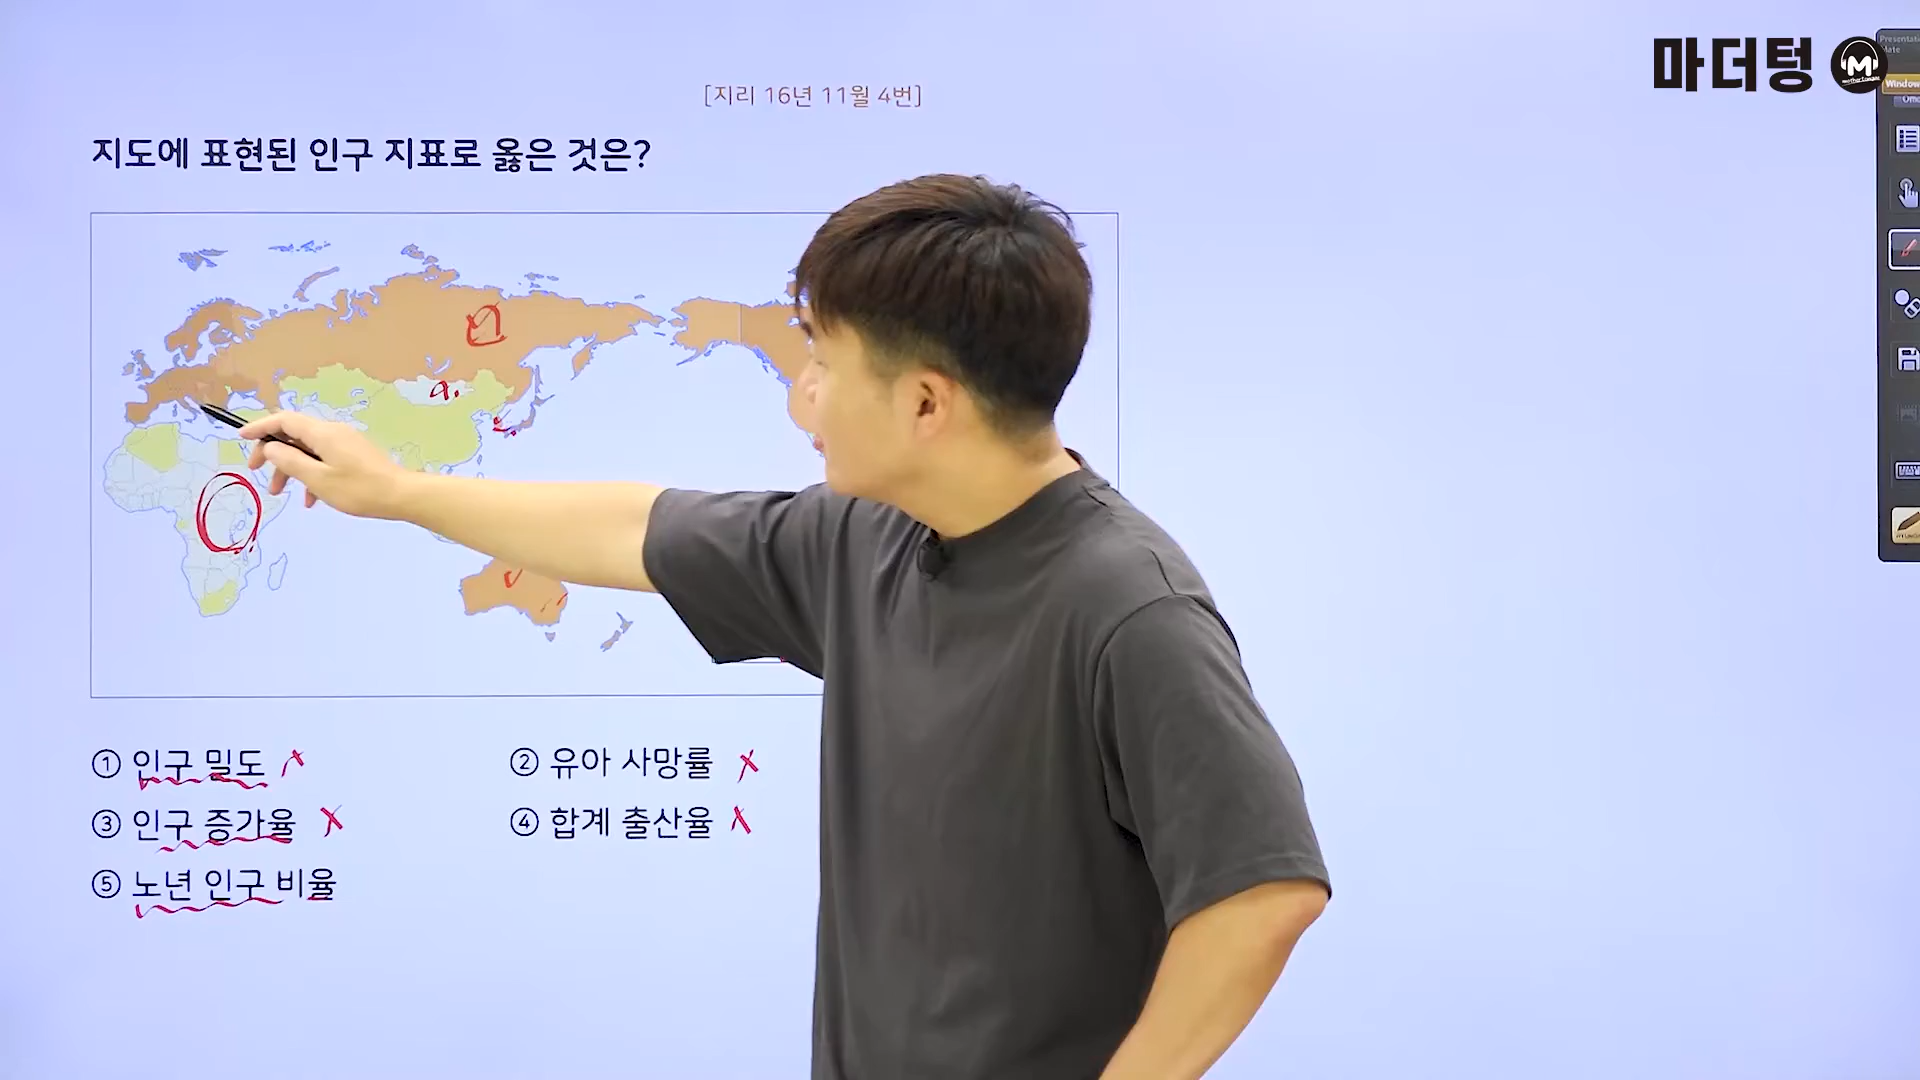 마더텅
M
[지리 16년 11월 4번]
지도에 표현된 인구 지표로 옳은 것은?
① 인구 밀도
② 유아 사망률
③ 인구 증가율
④ 합계 출산율
⑤ 노년 인구 비율